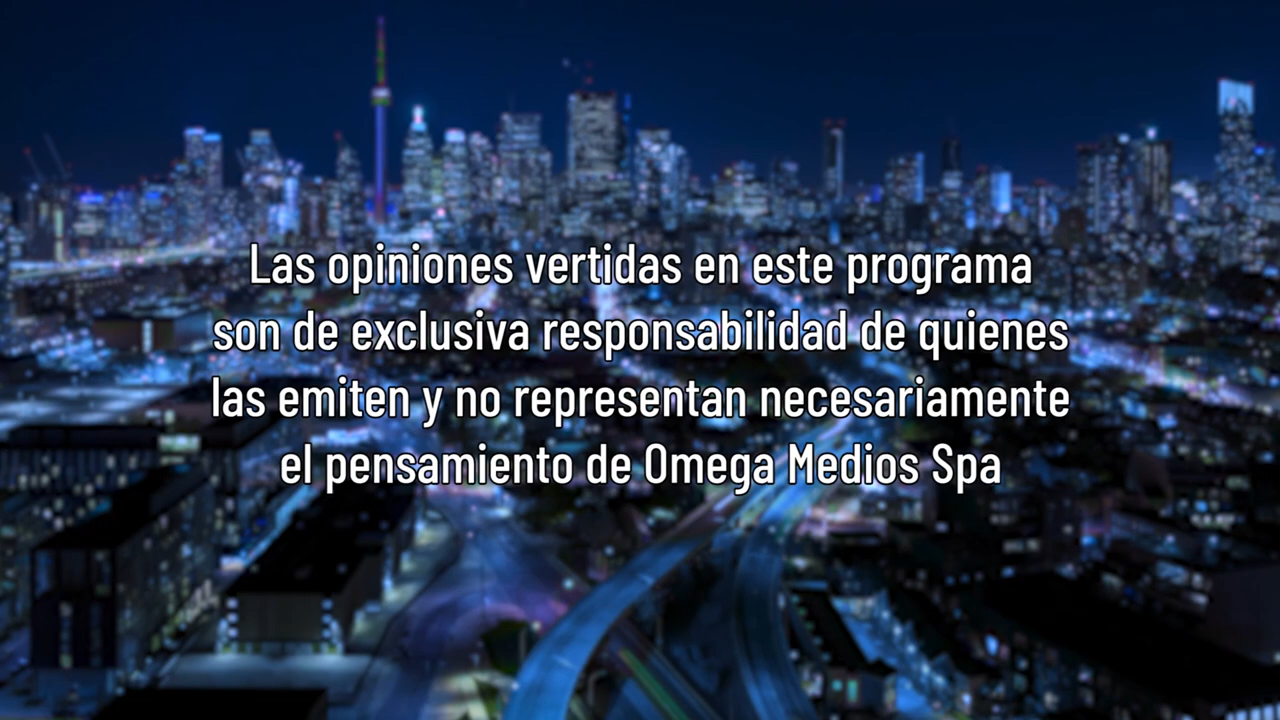 Las opiniones vertidas en este programa
son de exclusiva responsabilidad de quienes
las emiten y no representan necesariamente
el pensamiento de Omega Medios Spa